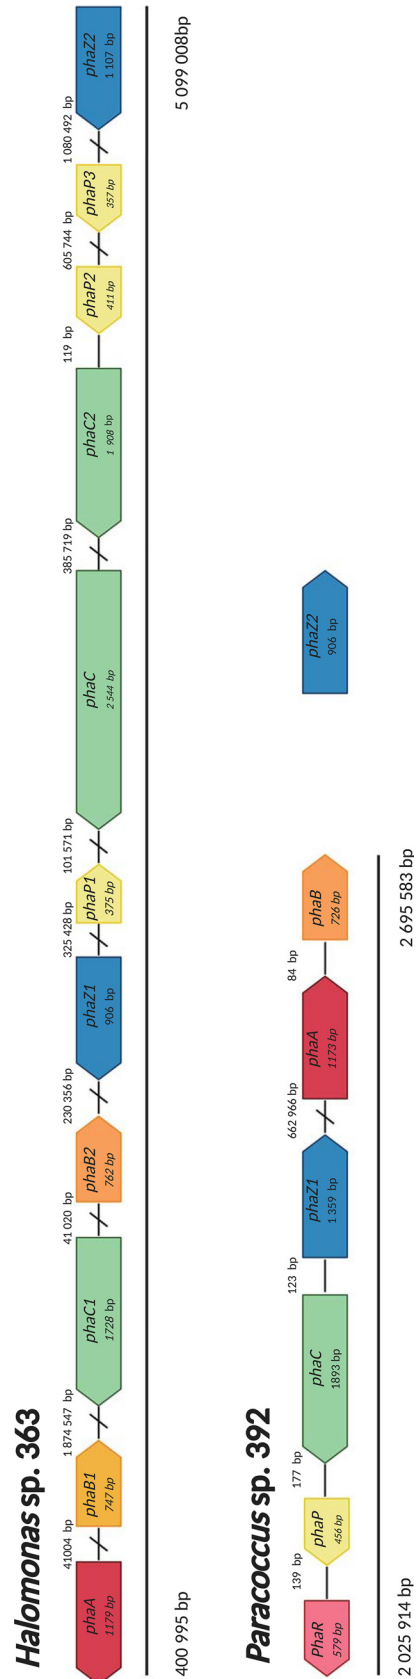 Halomonas sp. 363
phaA
1179 bp
41004 bp
phaB1
747 bp
1 874 547 bp
phaC1
1728 bp
41 020 bp
phaB2
762 bp
230 356 bp
phaZ1
906 bp
325 428 bp
phaP1
375 bp
101 571 bp
phaC
2 544 bp
385 719 bp
phaC2
1 908 bp
119 bp
phaP2
411 bp
605 744 bp
phaP3
357 bp
1 080 492 bp
phaZ2
1 107 bp
400 995 bp
5 099 008bp
Paracoccus sp. 392
PhaR
579 bp
139 bp
phaP
456 bp
177 bp
phaC
1893 bp
123 bp
phaZ1
1 359 bp
662 966 bp
phaA
1173 bp
84 bp
phaB
726 bp
phaZ2
906 bp
2 025 914 bp
2 695 583 bp